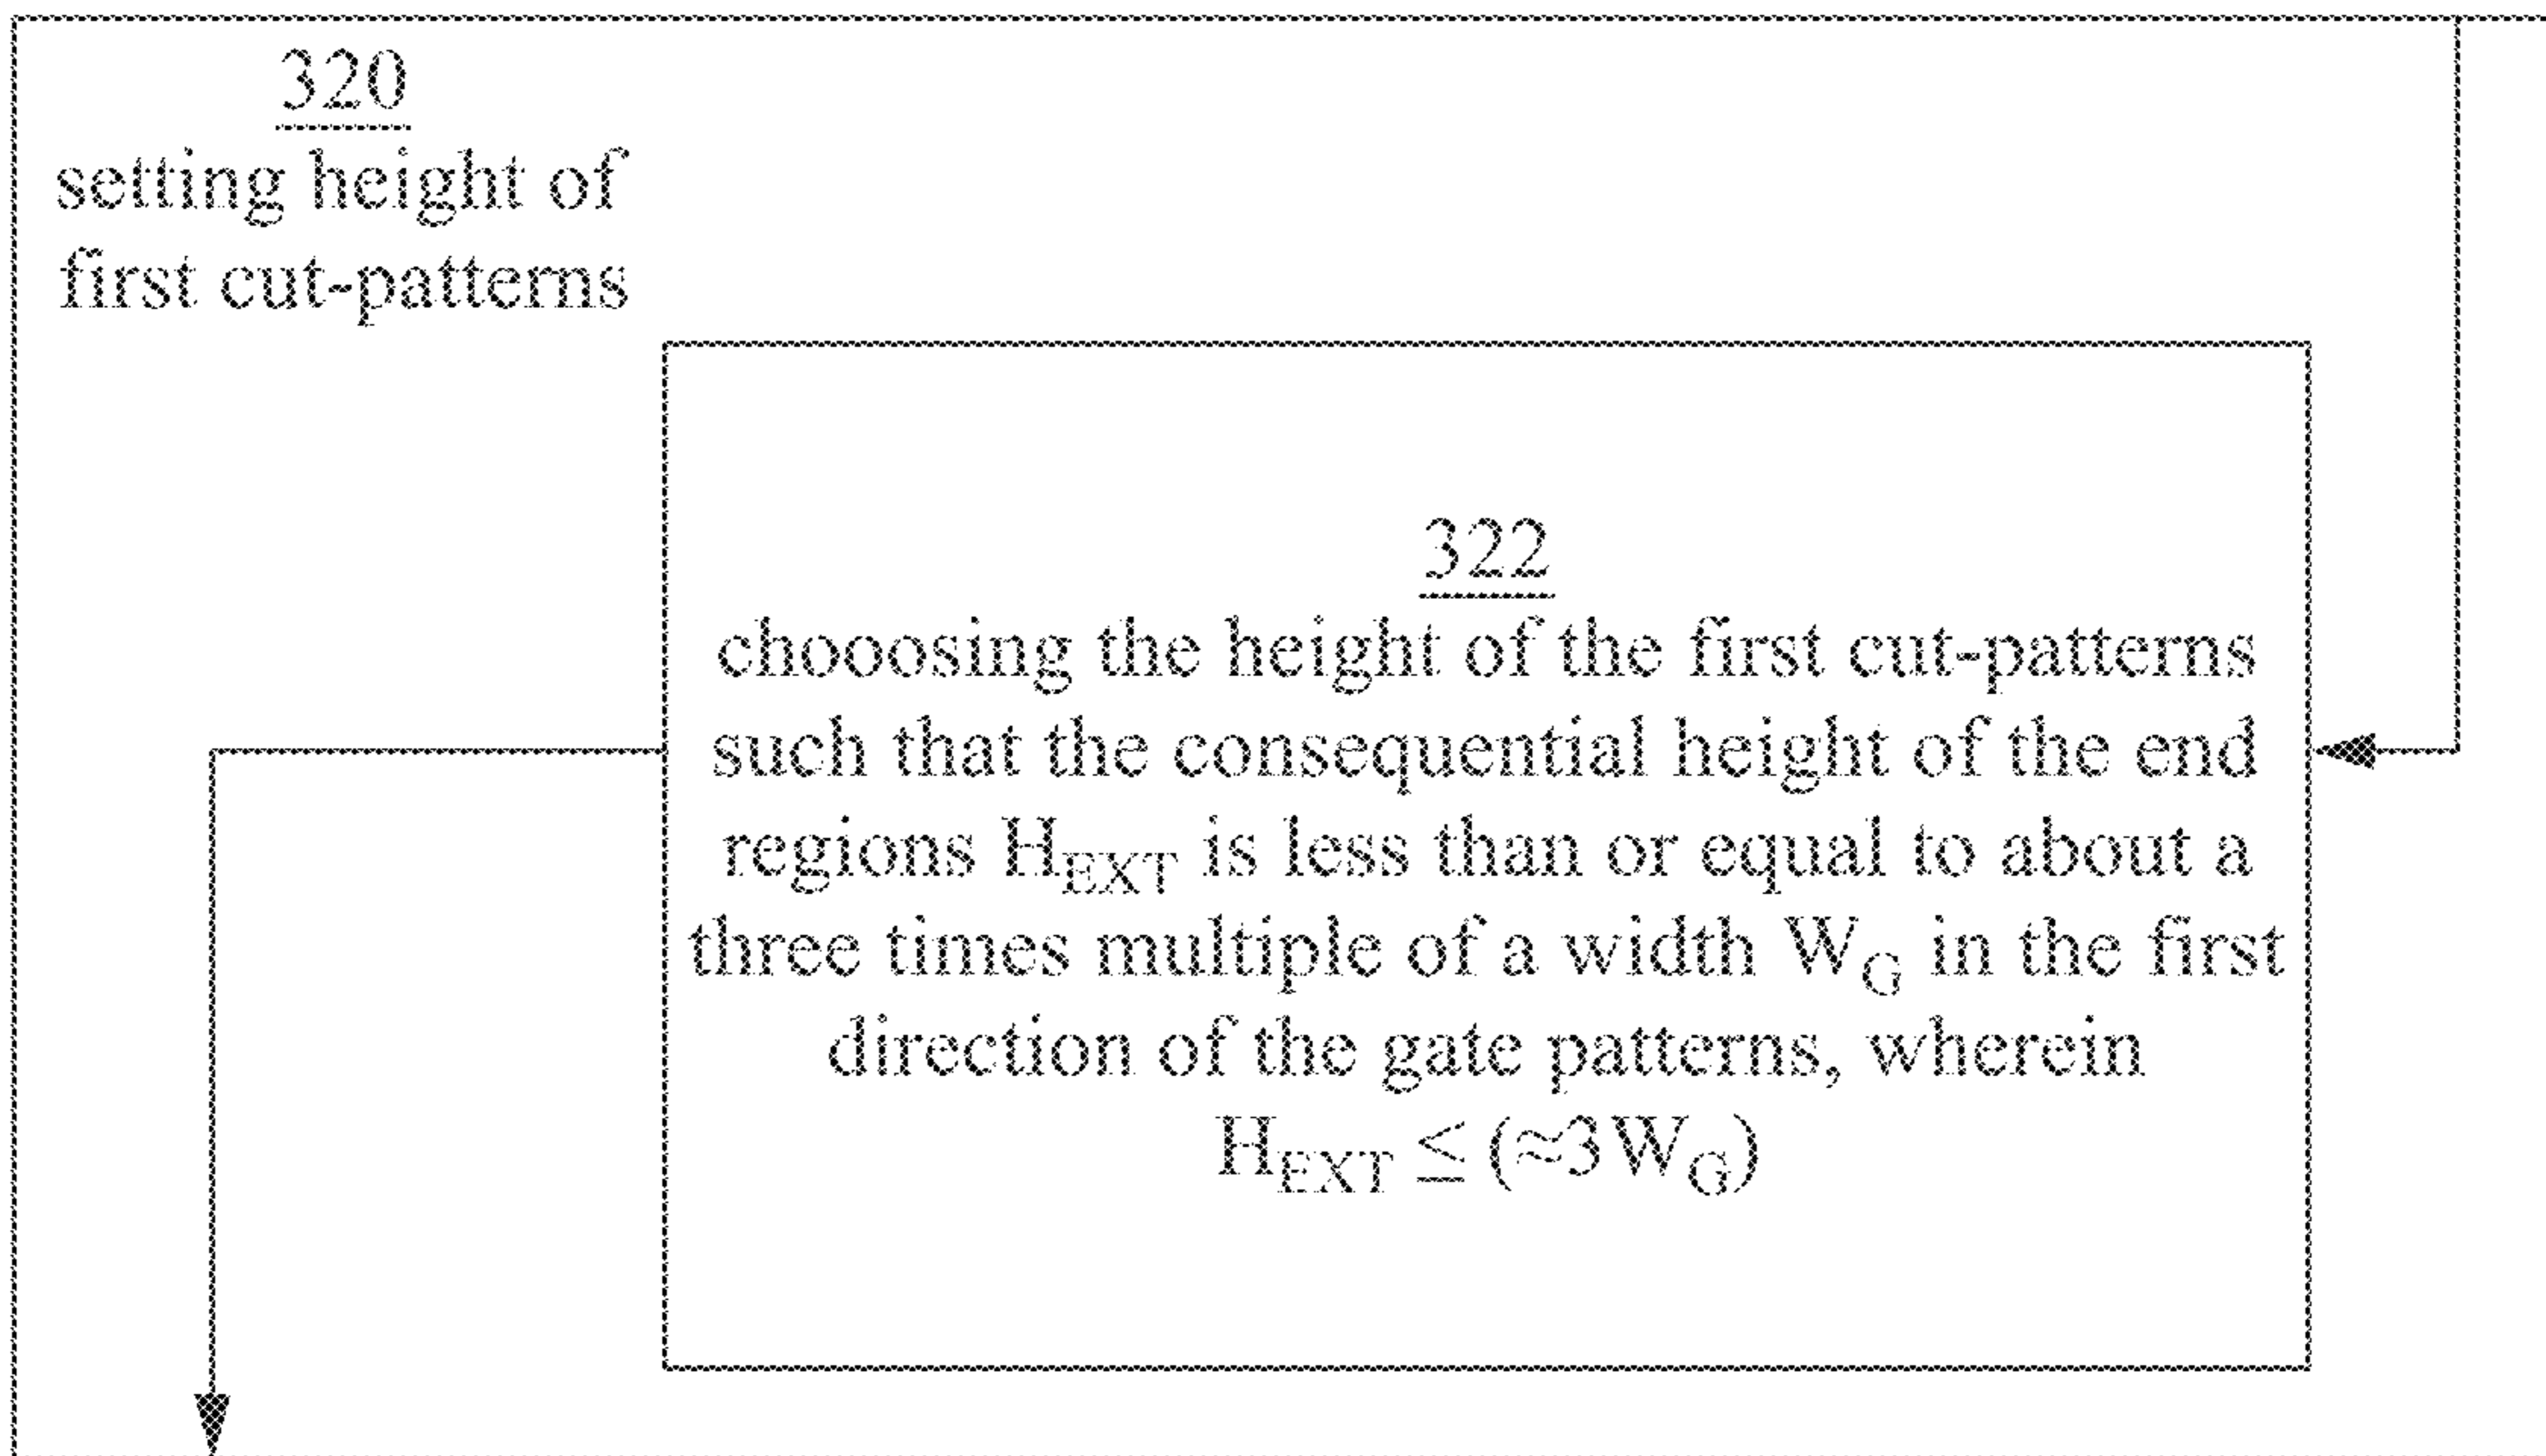 320
setting height of
first cut-patterns
322
chooosing the height of the first cut-patterns
such that the consequential height of the end
regions H_EXT is less than or equal to about a
three times multiple of a width W_G in the first
direction of the gate patterns, wherein
H_EXT ≤ (≈3W_G)